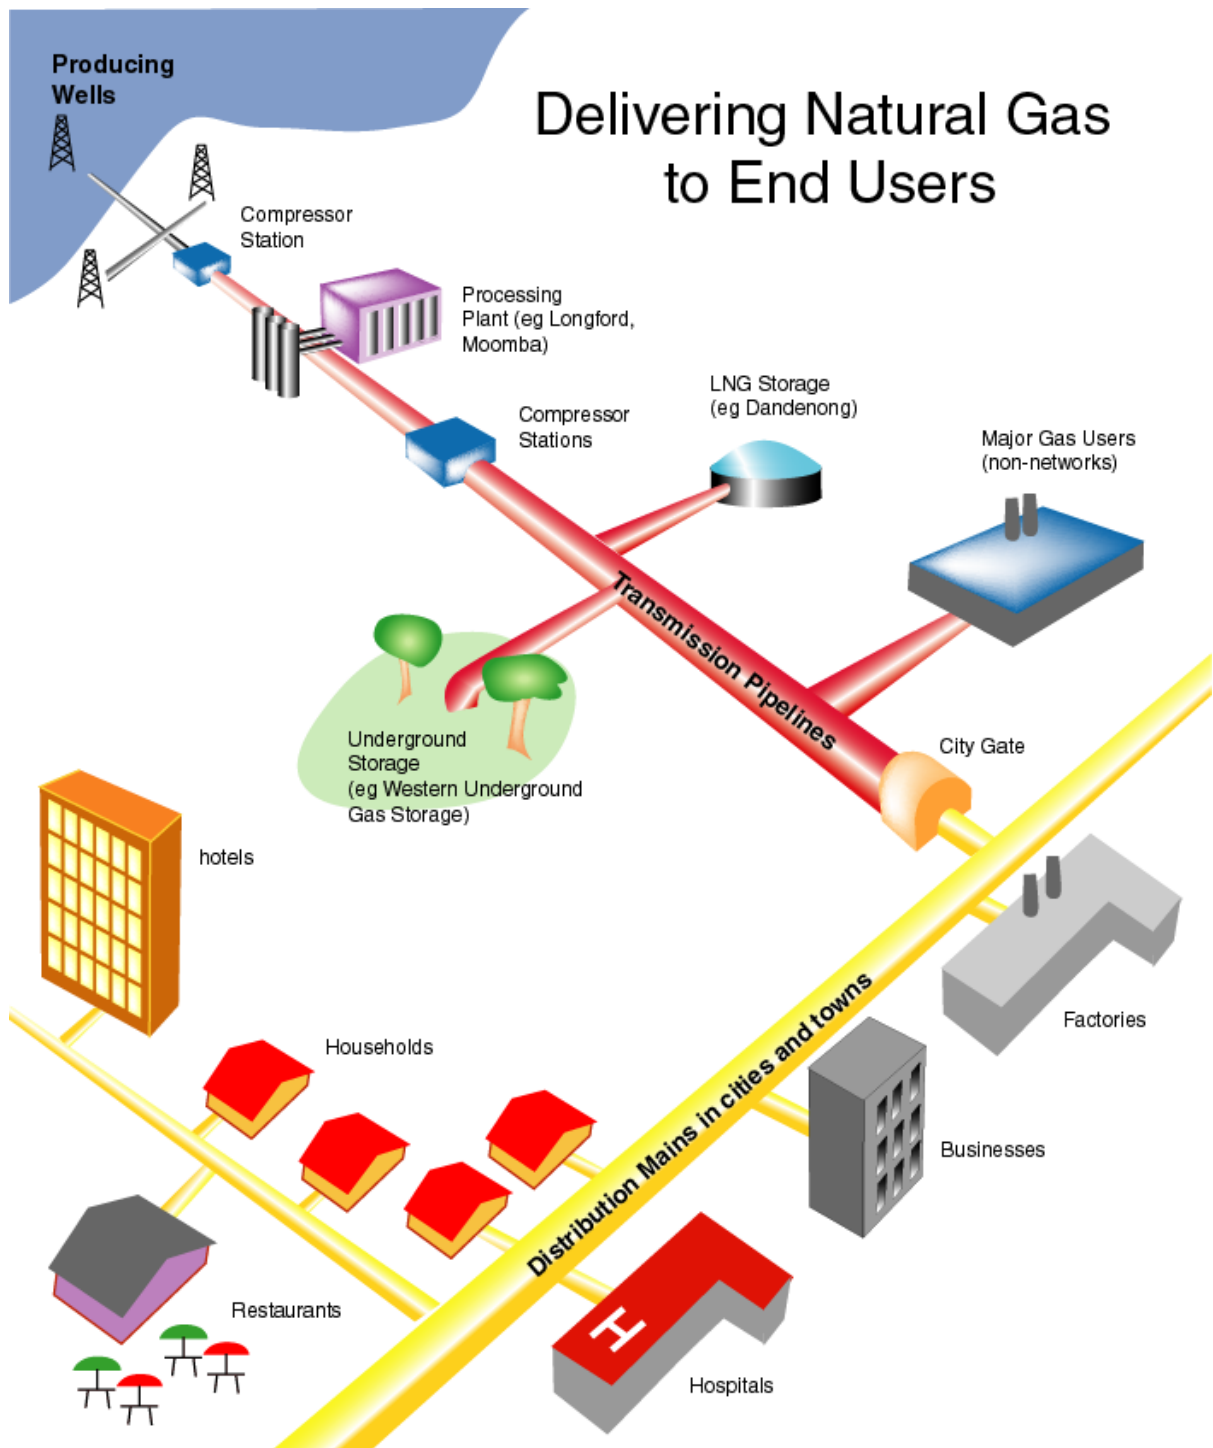 Producing
Wells
Delivering Natural Gas
to End Users
Compressor
Station
Processing
Plant (eg Longford,
Moomba)
LNG Storage
(eg Dandenong)
Compressor
Stations
Major Gas Users
(non-networks)
Transmission Pipelines
Underground
Storage
(eg Western Underground
Gas Storage)
City Gate
hotels
Factories
Households
Distribution Mains in cities and towns
Businesses
Restaurants
H
Hospitals